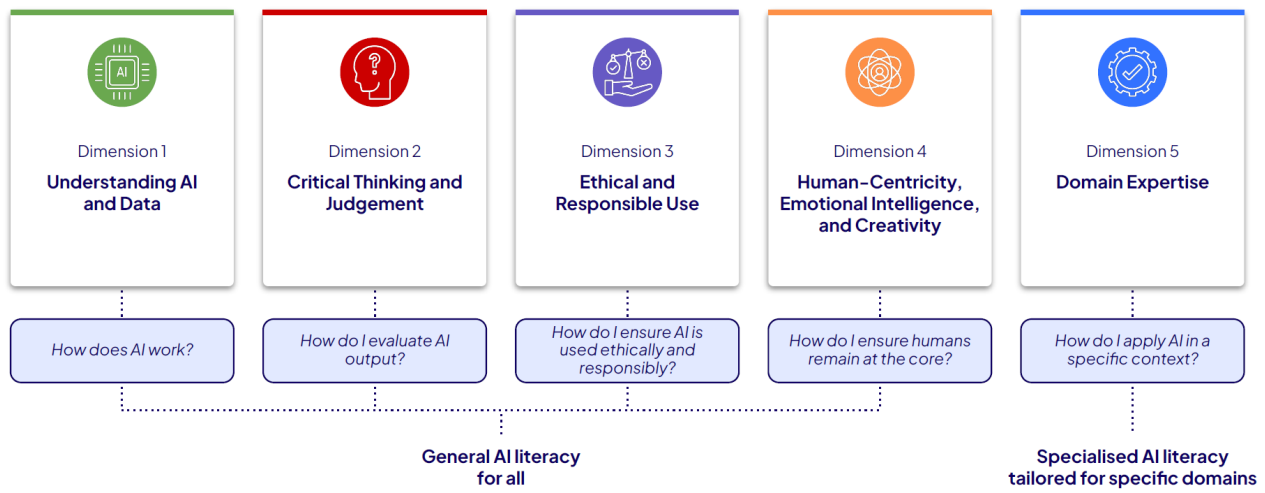 AI
Dimension 1
Understanding AI
and Data
Dimension 2
Critical Thinking and
Judgement
Dimension 3
Ethical and
Responsible Use
Dimension 4
Human-Centricity,
Emotional Intelligence,
and Creativity
Dimension 5
Domain Expertise
How does AI work?
How do I evaluate AI
output?
How do I ensure AI is
used ethically and
responsibly?
How do I ensure humans
remain at the core?
How do I apply AI in a
specific context?
General AI literacy
for all
Specialised AI literacy
tailored for specific domains